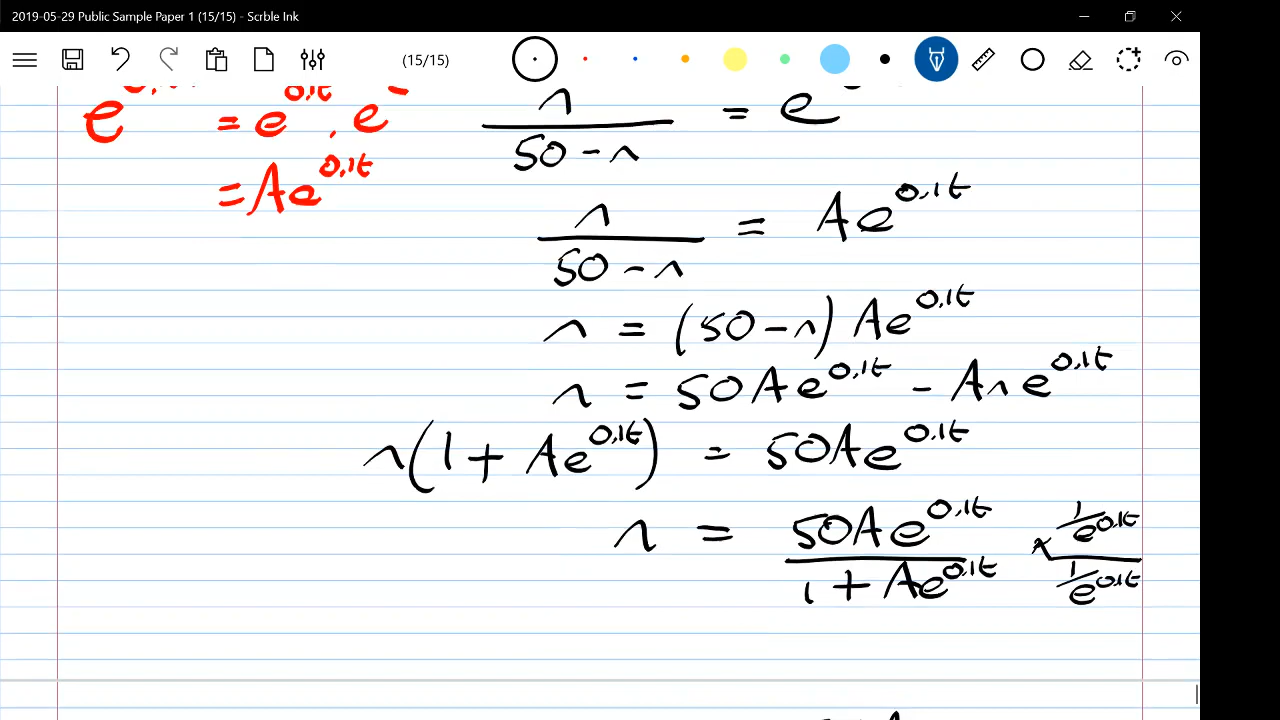 2019-05-29 Public Sample Paper 1 (15/15) - Scrble Ink
(15/15)
e = e^{0.1t} . e
= Ae^{0.1t}
n/(50 - n) = e
n/(50 - n) = Ae^{0.1t}
n = (50 - n) Ae^{0.1t}
n = 50Ae^{0.1t} - Ane^{0.1t}
n(1 + Ae^{0.1t}) = 50Ae^{0.1t}
n = 50Ae^{0.1t}/(1 + Ae^{0.1t}) × (1/e^{0.1t})/(1/e^{0.1t})